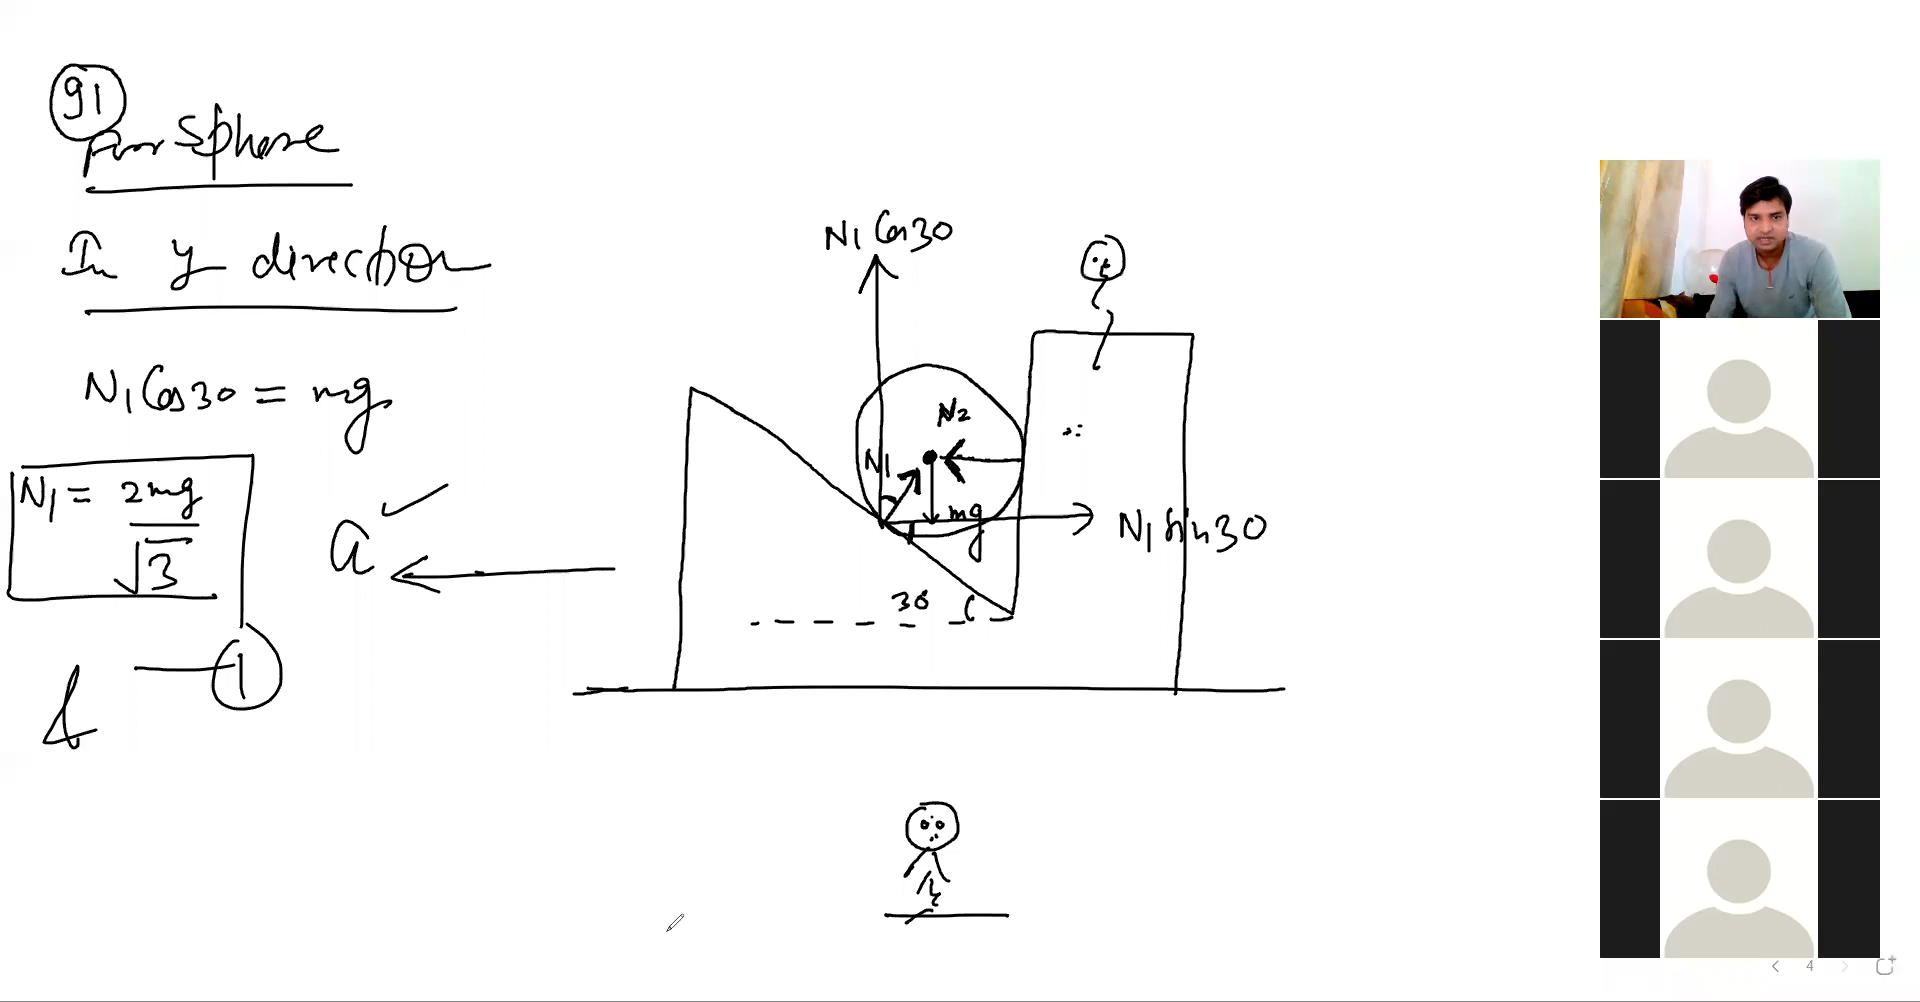 91
For Sphere
In y direction
N1 Cos30 = mg
N1 = 2mg
√3
1
&
a
N1 Cos30
N2
N1
mg
N1 Sin30
30
4